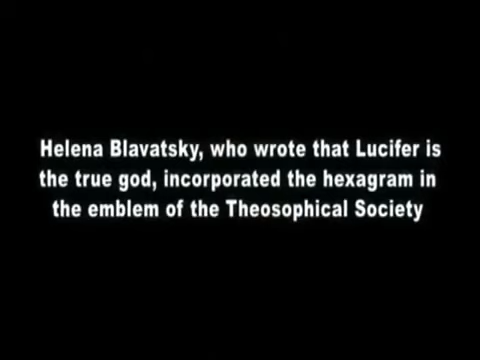 Helena Blavatsky, who wrote that Lucifer is
the true god, incorporated the hexagram in
the emblem of the Theosophical Society